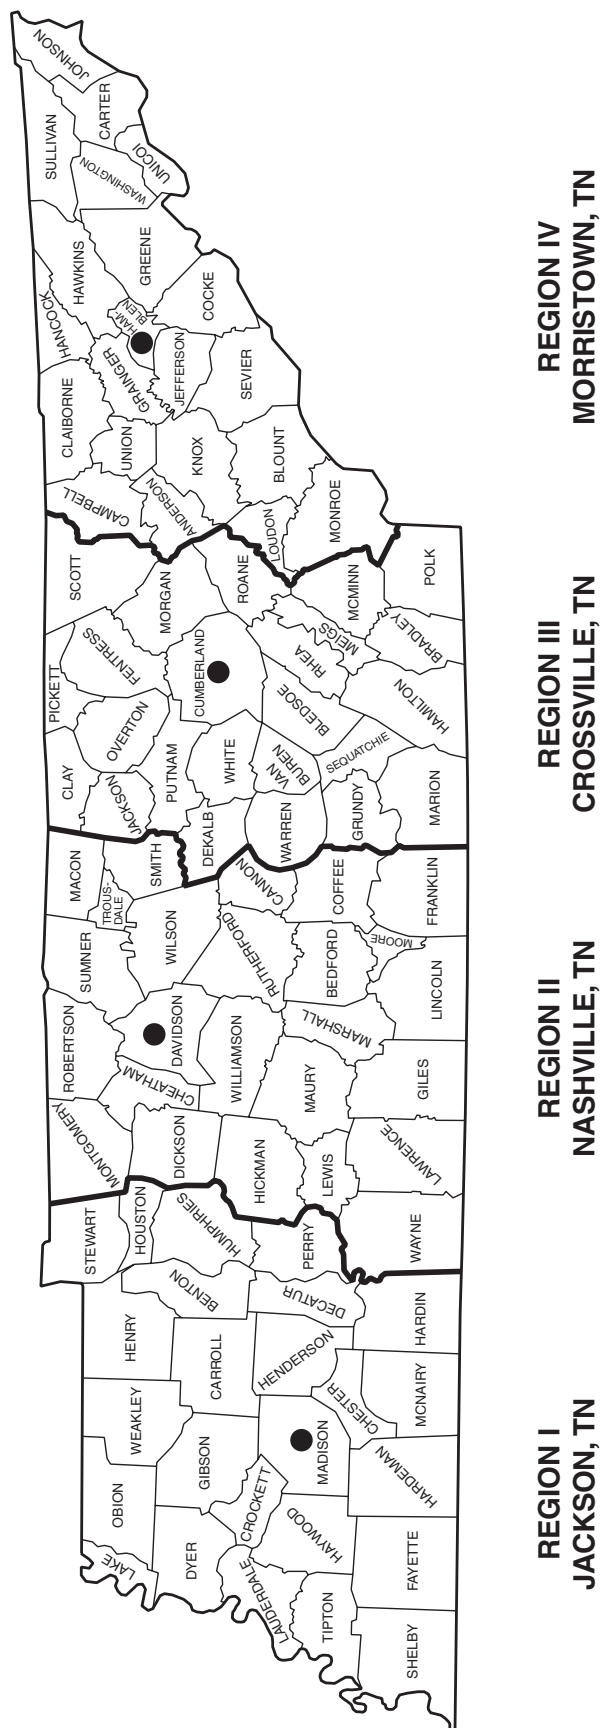 JOHNSON
CARTER
SULLIVAN
UNICOI
WASHINGTON
GREENE
HAWKINS
HANCOCK
HAM-
BLEN
COCKE
JEFFERSON
GRAINGER
SEVIER
CLAIBORNE
UNION
KNOX
BLOUNT
CAMPBELL
ANDERSON
LOUDON
MONROE
SCOTT
MORGAN
ROANE
MCMINN
POLK
FENTRESS
CUMBERLAND
RHEA
MEIGS
BRADLEY
PICKETT
OVERTON
BLEDSOE
HAMILTON
CLAY
JACKSON
PUTNAM
WHITE
VAN
BUREN
SEQUATCHIE
DEKALB
WARREN
GRUNDY
MARION
MACON
TROUS-
DALE
SMITH
CANNON
COFFEE
FRANKLIN
SUMNER
WILSON
RUTHERFORD
BEDFORD
MOORE
LINCOLN
ROBERTSON
DAVIDSON
CHEATHAM
WILLIAMSON
MARSHALL
MAURY
GILES
MONTGOMERY
DICKSON
HICKMAN
LEWIS
LAWRENCE
STEWART
HOUSTON
HUMPHRIES
PERRY
WAYNE
BENTON
DECATUR
HENRY
CARROLL
HENDERSON
HARDIN
WEAKLEY
CHESTER
MCNAIRY
GIBSON
MADISON
HARDEMAN
OBION
CROCKETT
HAYWOOD
LAKE
DYER
FAYETTE
LAUDERDALE
TIPTON
SHELBY
REGION I
JACKSON, TN
REGION II
NASHVILLE, TN
REGION III
CROSSVILLE, TN
REGION IV
MORRISTOWN, TN